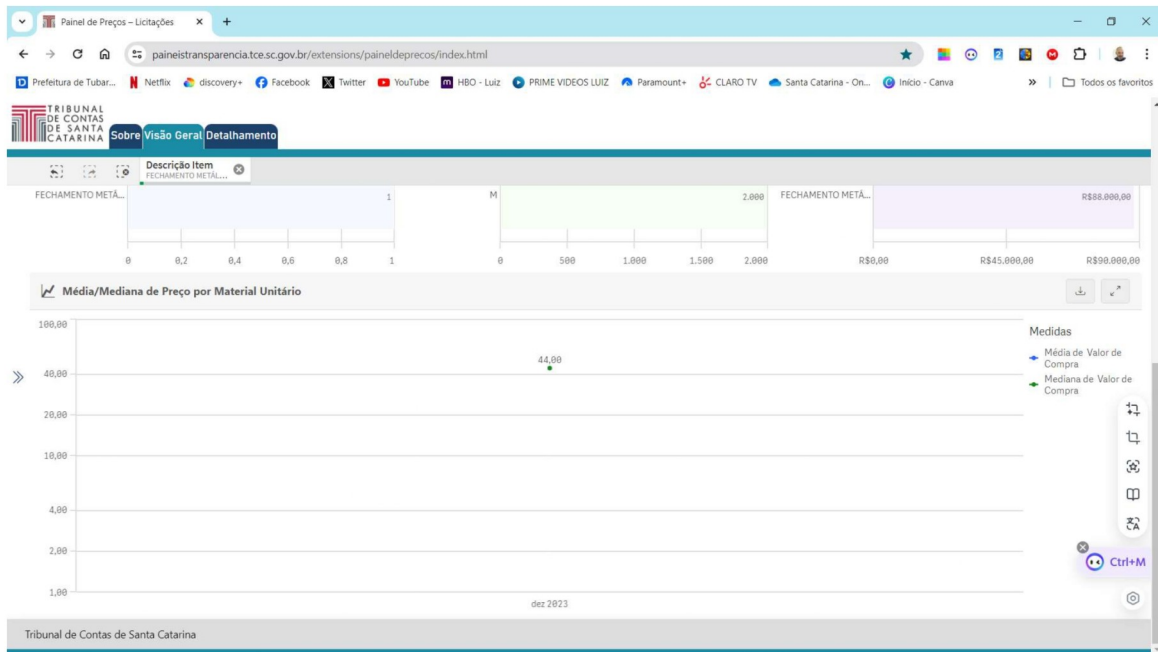 Painel de Preços – Licitações
paineistransparencia.tce.sc.gov.br/extensions/paineldeprecos/index.html
Prefeitura de Tubar... Netflix discovery+ Facebook Twitter YouTube HBO - Luiz PRIME VIDEOS LUIZ Paramount+ CLARO TV Santa Catarina - On... Início - Canva » Todos os favoritos
TRIBUNAL
DE CONTAS
DE SANTA
CATARINA
Sobre Visão Geral Detalhamento
Descrição Item
FECHAMENTO METÁL...
FECHAMENTO METÁ... 1 M 2.000 FECHAMENTO METÁ... R$88.000,00
0 0,2 0,4 0,6 0,8 1 0 500 1.000 1.500 2.000 R$0,00 R$45.000,00 R$90.000,00
Média/Mediana de Preço por Material Unitário
100,00
Medidas
Média de Valor de
Compra
Mediana de Valor de
Compra
44,00
40,00
20,00
10,00
4,00
2,00
1,00
dez 2023
Ctrl+M
Tribunal de Contas de Santa Catarina